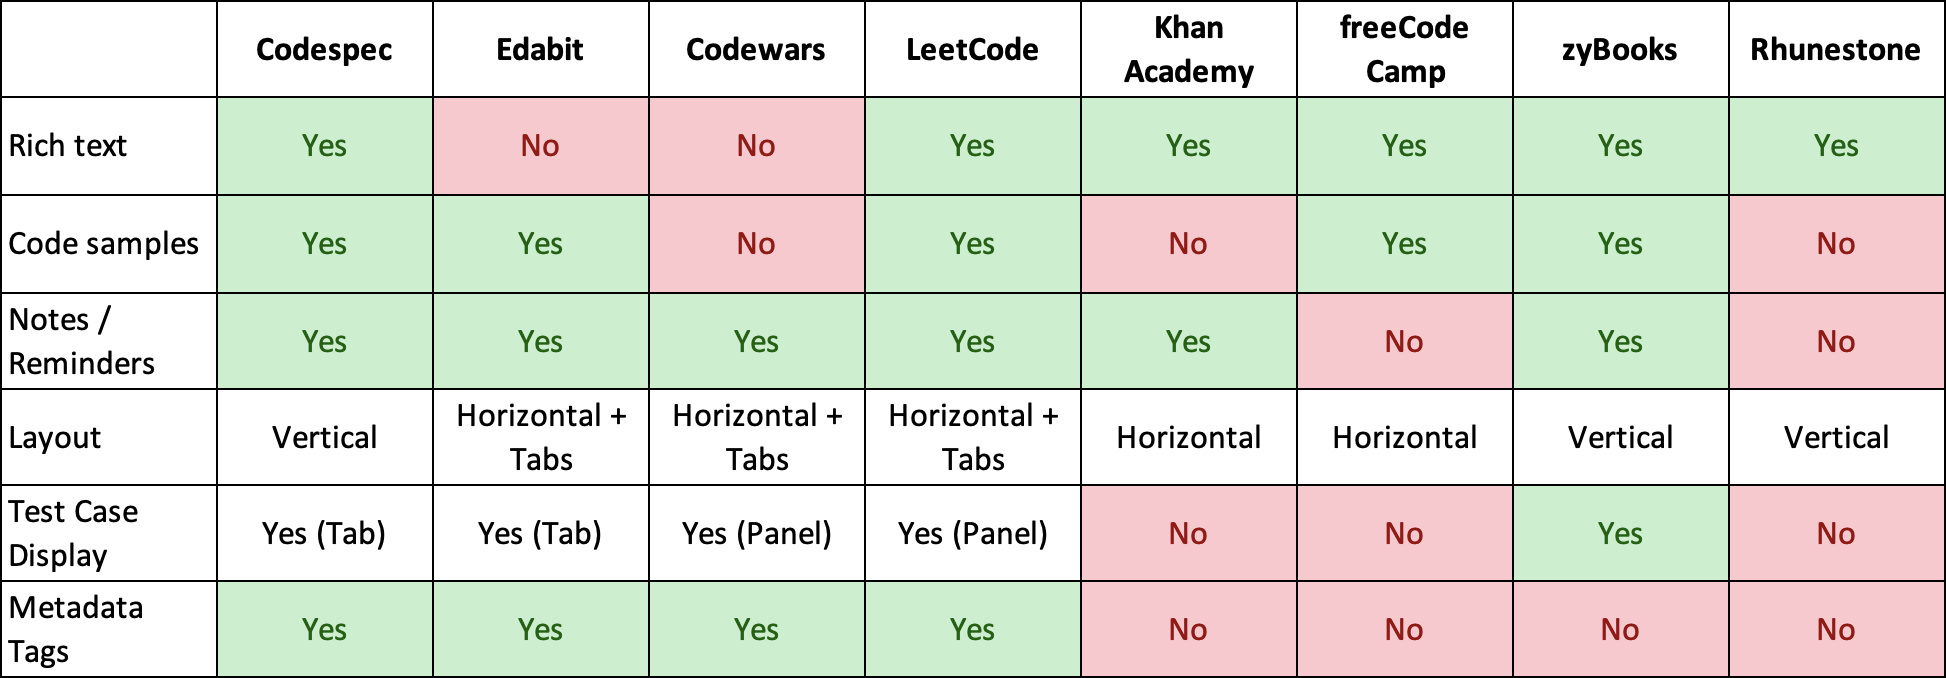 Codespec Edabit Codewars LeetCode Khan Academy freeCode Camp zyBooks Rhunestone
Rich text Yes No No Yes Yes Yes Yes Yes
Code samples Yes Yes No Yes No Yes Yes No
Notes / Reminders Yes Yes Yes Yes Yes No Yes No
Layout Vertical Horizontal + Tabs Horizontal + Tabs Horizontal + Tabs Horizontal Horizontal Vertical Vertical
Test Case Display Yes (Tab) Yes (Tab) Yes (Panel) Yes (Panel) No No Yes No
Metadata Tags Yes Yes Yes Yes No No No No